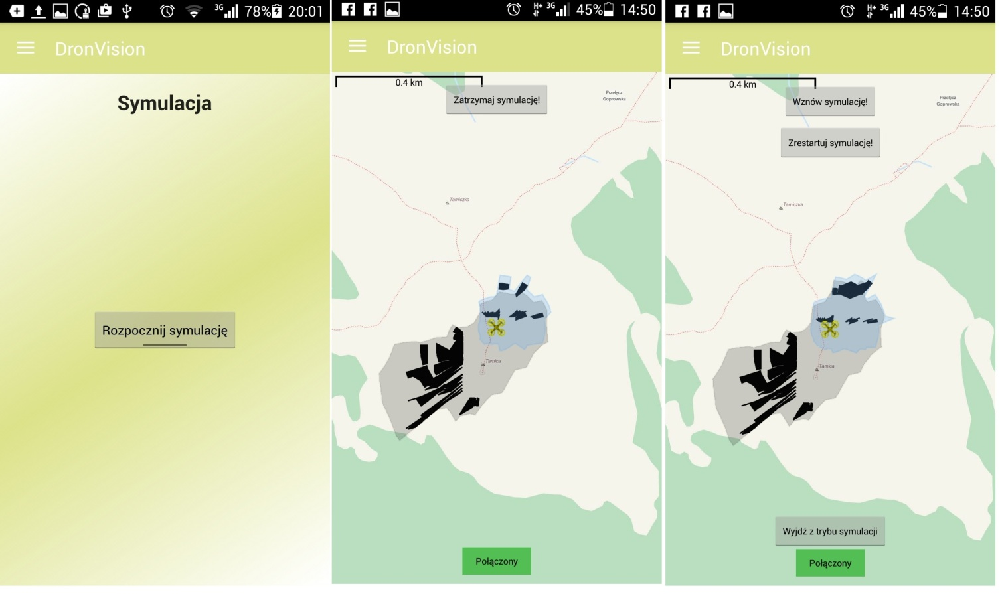 3G 78% 20:01
DronVision
Symulacja
Rozpocznij symulację
H+ 3G 45% 14:50
DronVision
0.4 km
Zatrzymaj symulację!
Przełęcz
Goprowska
Tarniczka
Tarnica
Połączony
H+ 3G 45% 14:50
DronVision
0.4 km
Wznów symulację!
Przełęcz
Goprowska
Zrestartuj symulację!
Tarniczka
Tarnica
Wyjdź z trybu symulacji
Połączony